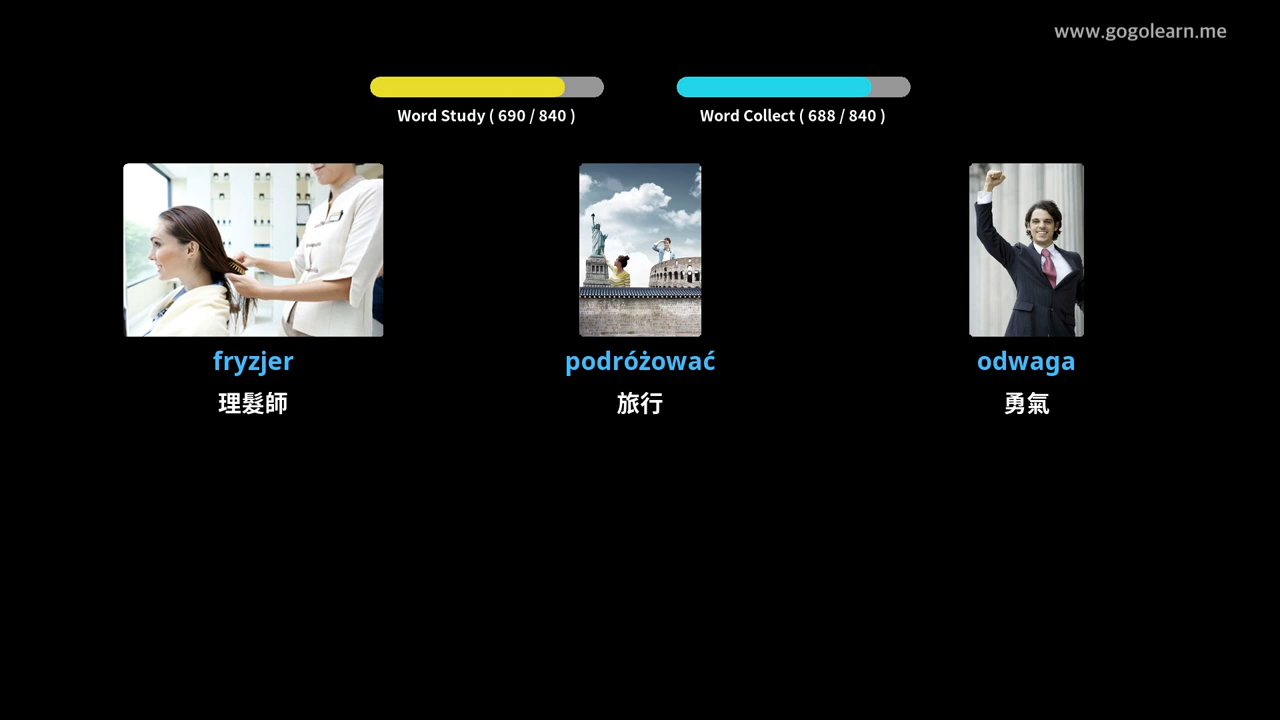 www.gogolearn.me
Word Study ( 690 / 840 )
Word Collect ( 688 / 840 )
fryzjer
理髮師
podróżować
旅行
odwaga
勇氣